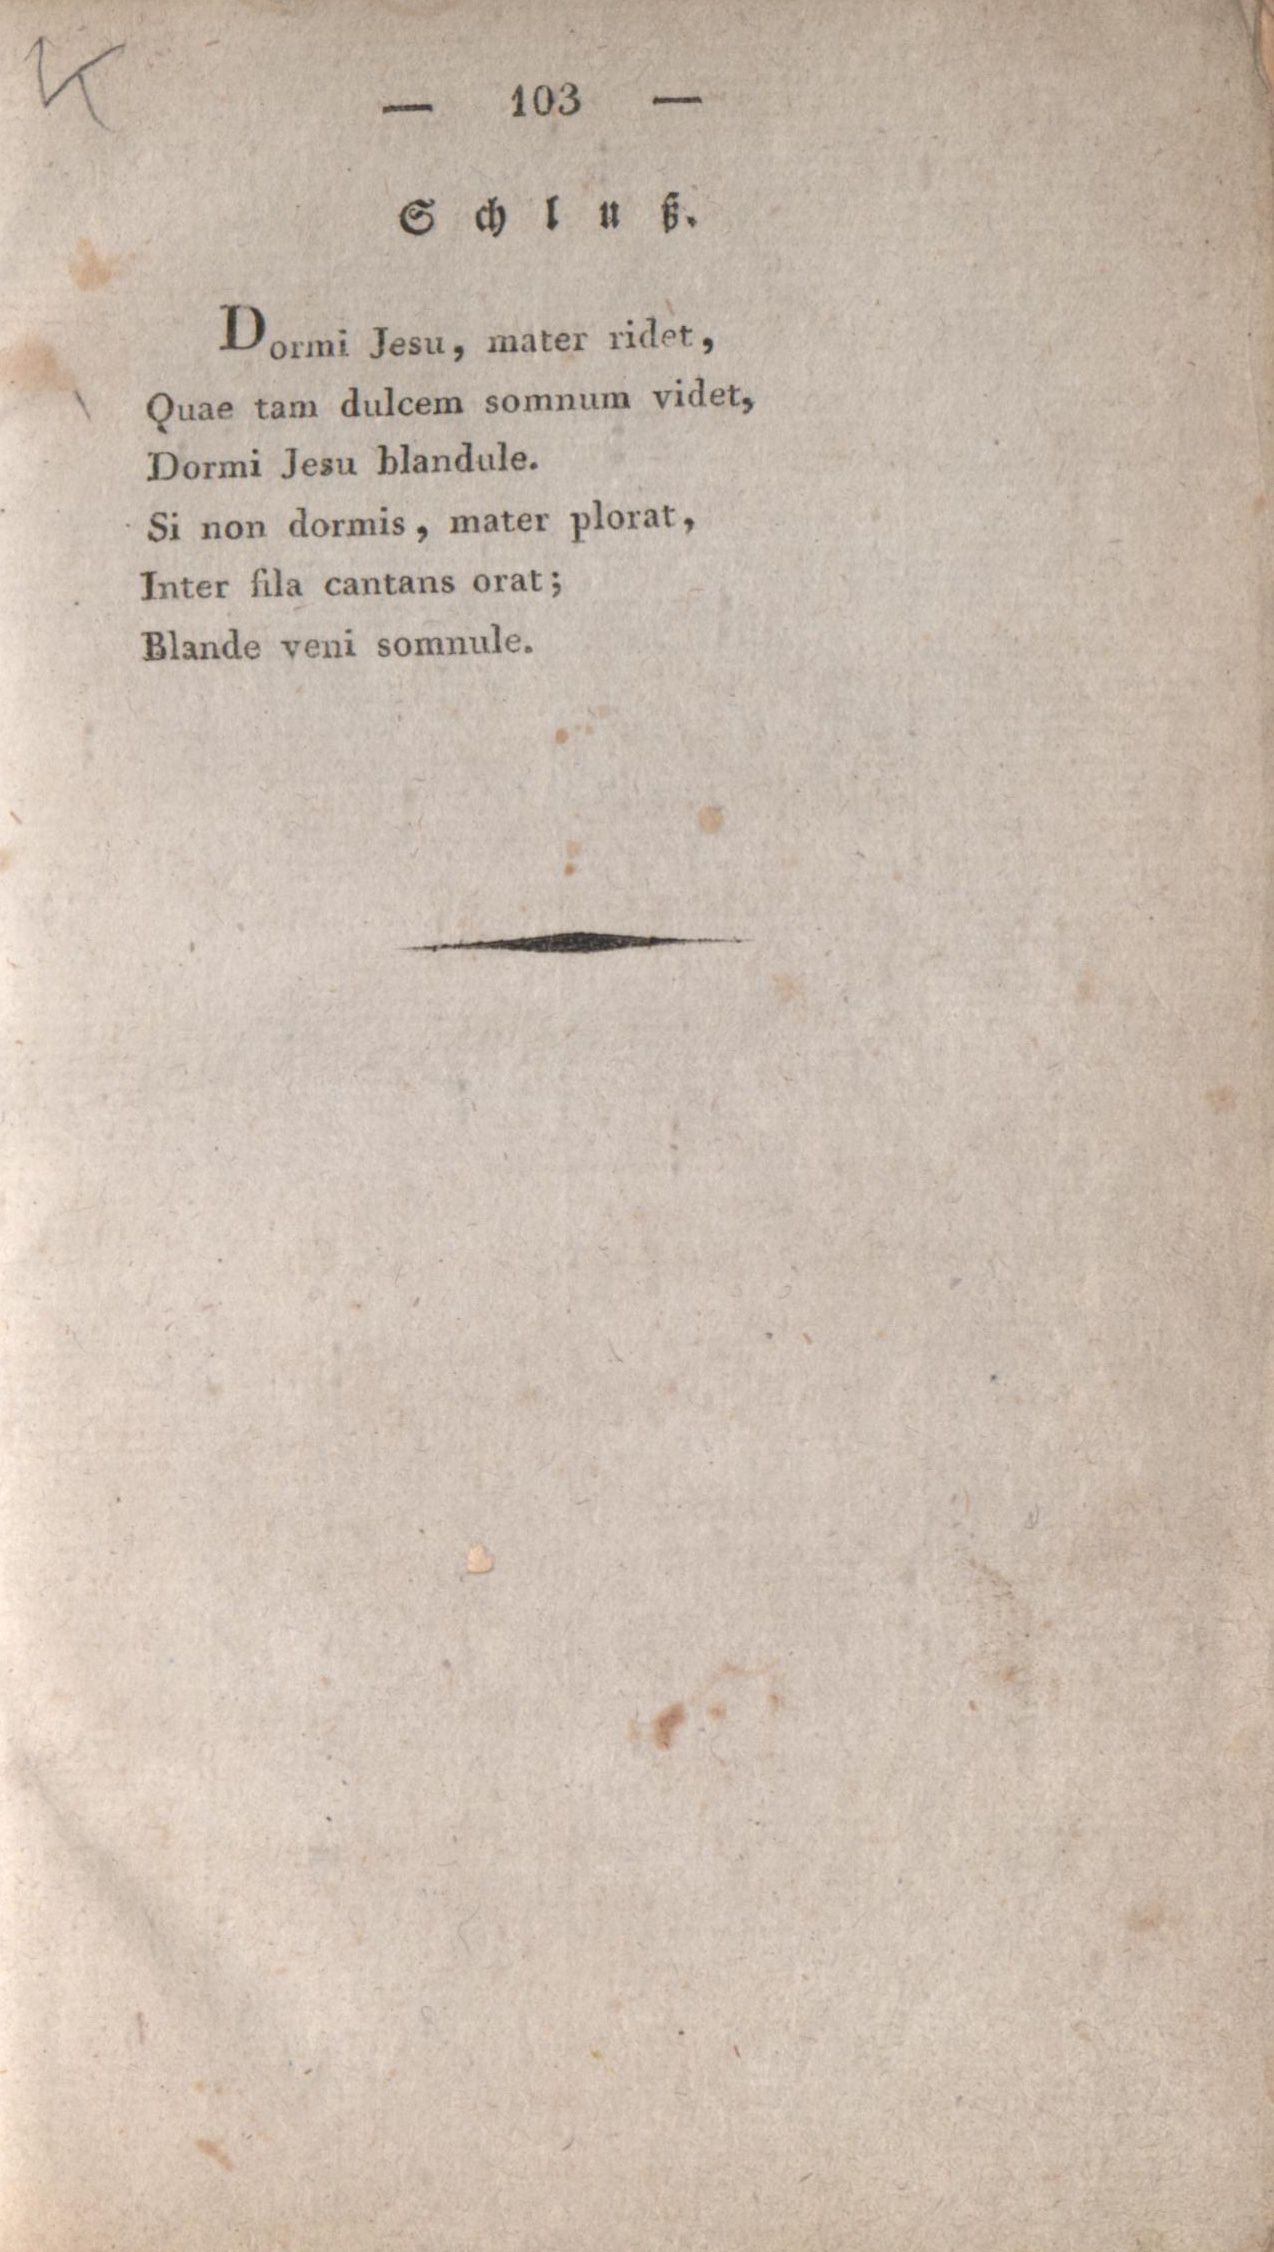 — 103 —
Schluß.
Dormi Jesu, mater ridet,
Quae tam dulcem somnum videt,
Dormi Jesu blandule.
Si non dormis, mater plorat,
Inter fila cantans orat;
Blande veni somnule.